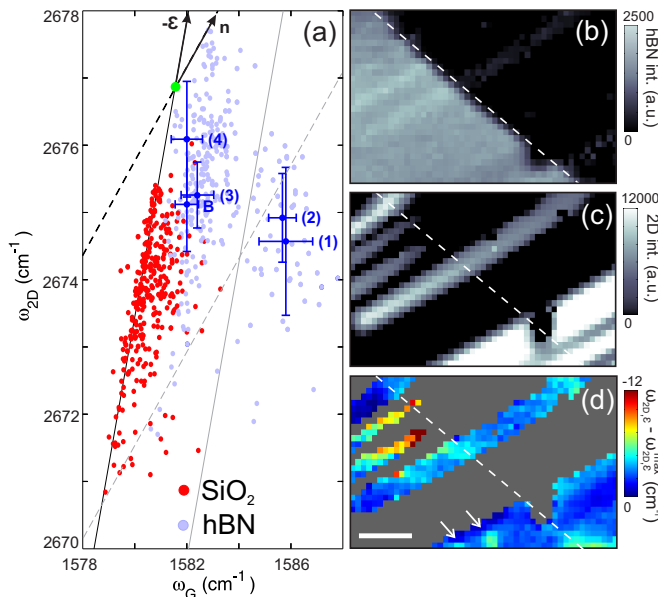 2678
2676
2674
2672
2670
ω2D (cm-1)
1578
1582
1586
ωG (cm-1)
(a)
-ε
n
(4)
(3)
B
(2)
(1)
SiO2
hBN
(b)
2500
0
hBN int. (a.u.)
(c)
12000
0
2D int. (a.u.)
(d)
-12
0
ω2D,ε - ω2D,εmax (cm-1)